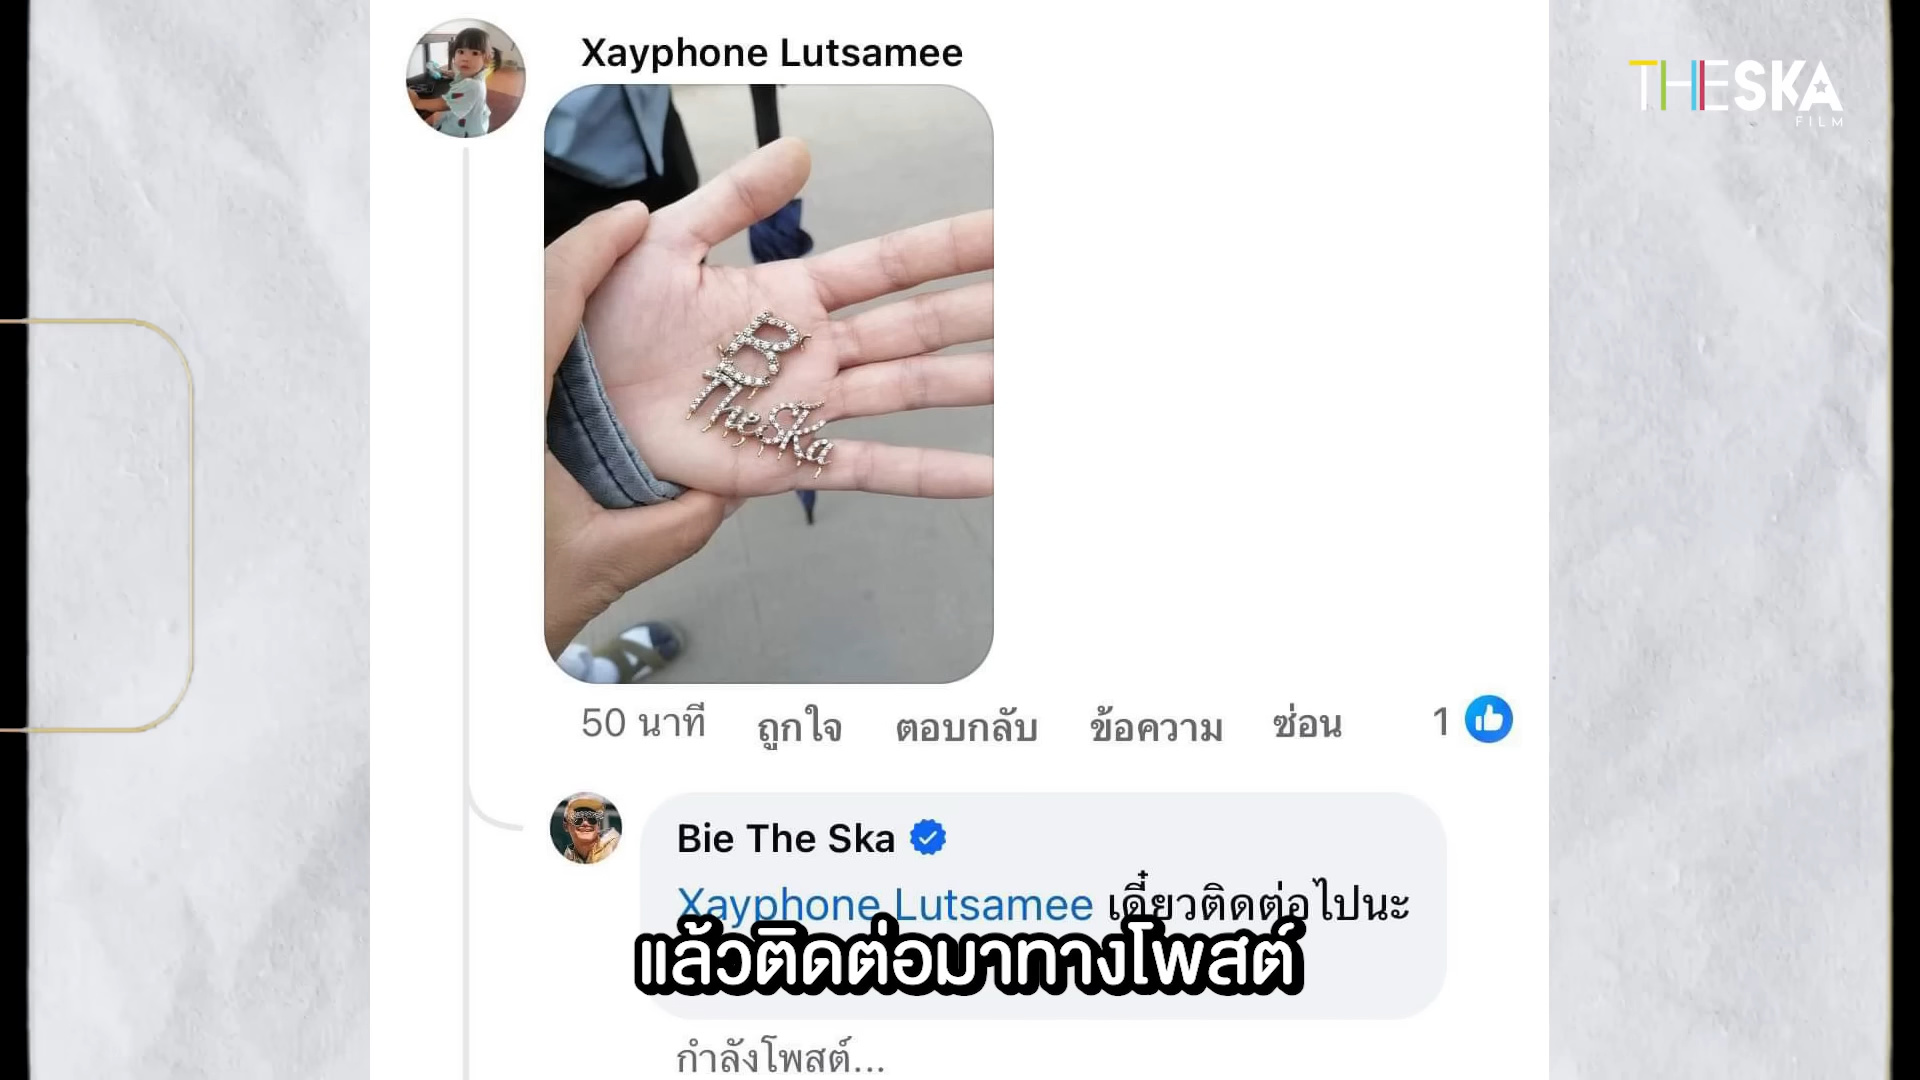 Xayphone Lutsamee
THESKA
FILM
B
TheSka
50 นาที ถูกใจ ตอบกลับ ข้อความ ซ่อน 1
Bie The Ska
Xayphone Lutsamee เดี๋ยวติดต่อไปนะ
แล้วติดต่อมาทางโพสต์
กำลังโพสต์...